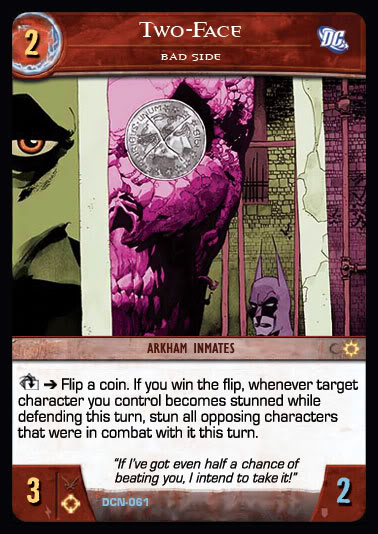 2
TWO-FACE
DC
BAD SIDE
ARKHAM INMATES
➔ Flip a coin. If you win the flip, whenever target
character you control becomes stunned while
defending this turn, stun all opposing characters
that were in combat with it this turn.
“If I’ve got even half a chance of
beating you, I intend to take it!”
3
DCN-061
2